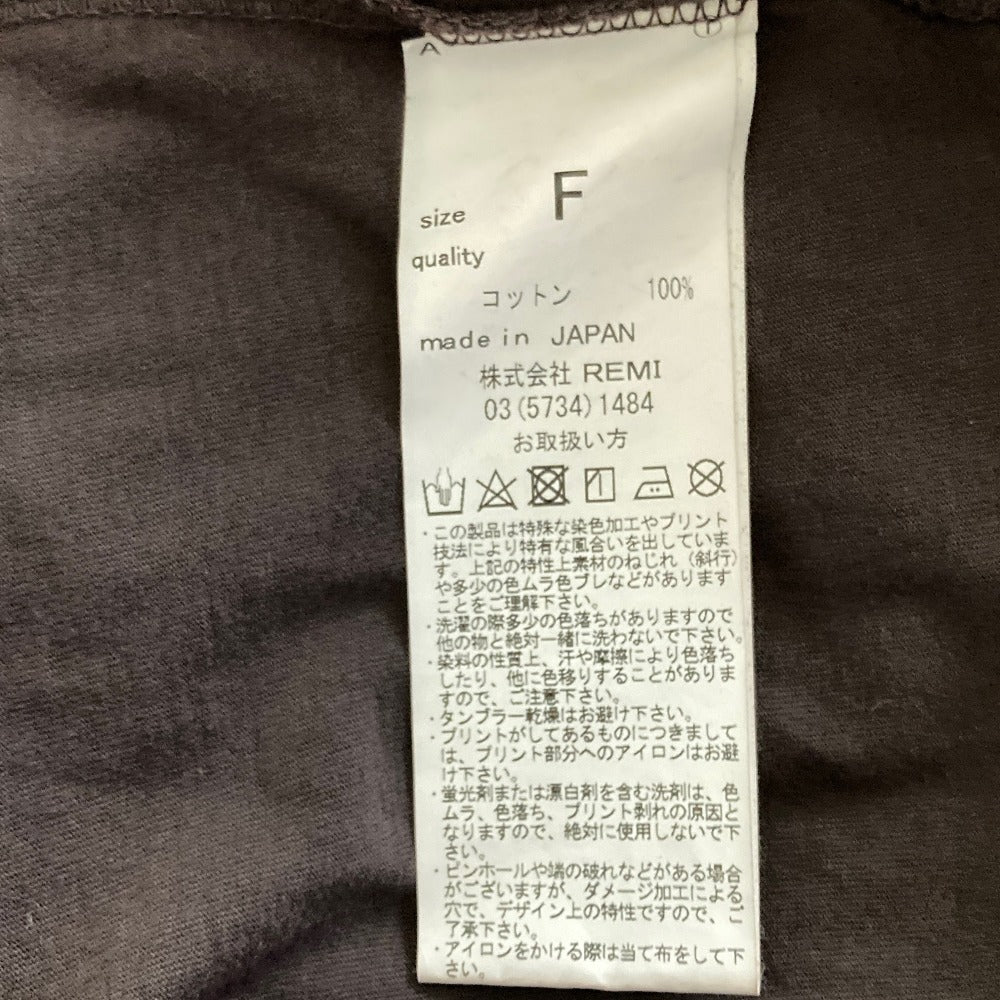 A
size F
quality
コットン 100%
made in JAPAN
株式会社 REMI
03(5734)1484
お取扱い方
・この製品は特殊な染色加工やプリント
技法により特有な風合いを出していま
す。上記の特性上素材のねじれ(斜行)
や多少の色ムラ色ブレなどがあります
ことをご理解下さい。
・洗濯の際多少の色落ちがありますので
他の物と絶対一緒に洗わないで下さい。
・染料の性質上、汗や摩擦により色落ち
したり、他に色移りすることがありま
すので、ご注意下さい。
・タンブラー乾燥はお避け下さい。
・プリントがしてあるものにつきまして
は、プリント部分へのアイロンはお避
け下さい。
・蛍光剤または漂白剤を含む洗剤は、色
ムラ、色落ち、プリント剥れの原因と
なりますので、絶対に使用しないで下
さい。
・ピンホールや端の破れなどがある場合
がございますが、ダメージ加工による
穴で、デザイン上の特性ですので、ご
了承下さい。
・アイロンをかける際は当て布をして下
さい。